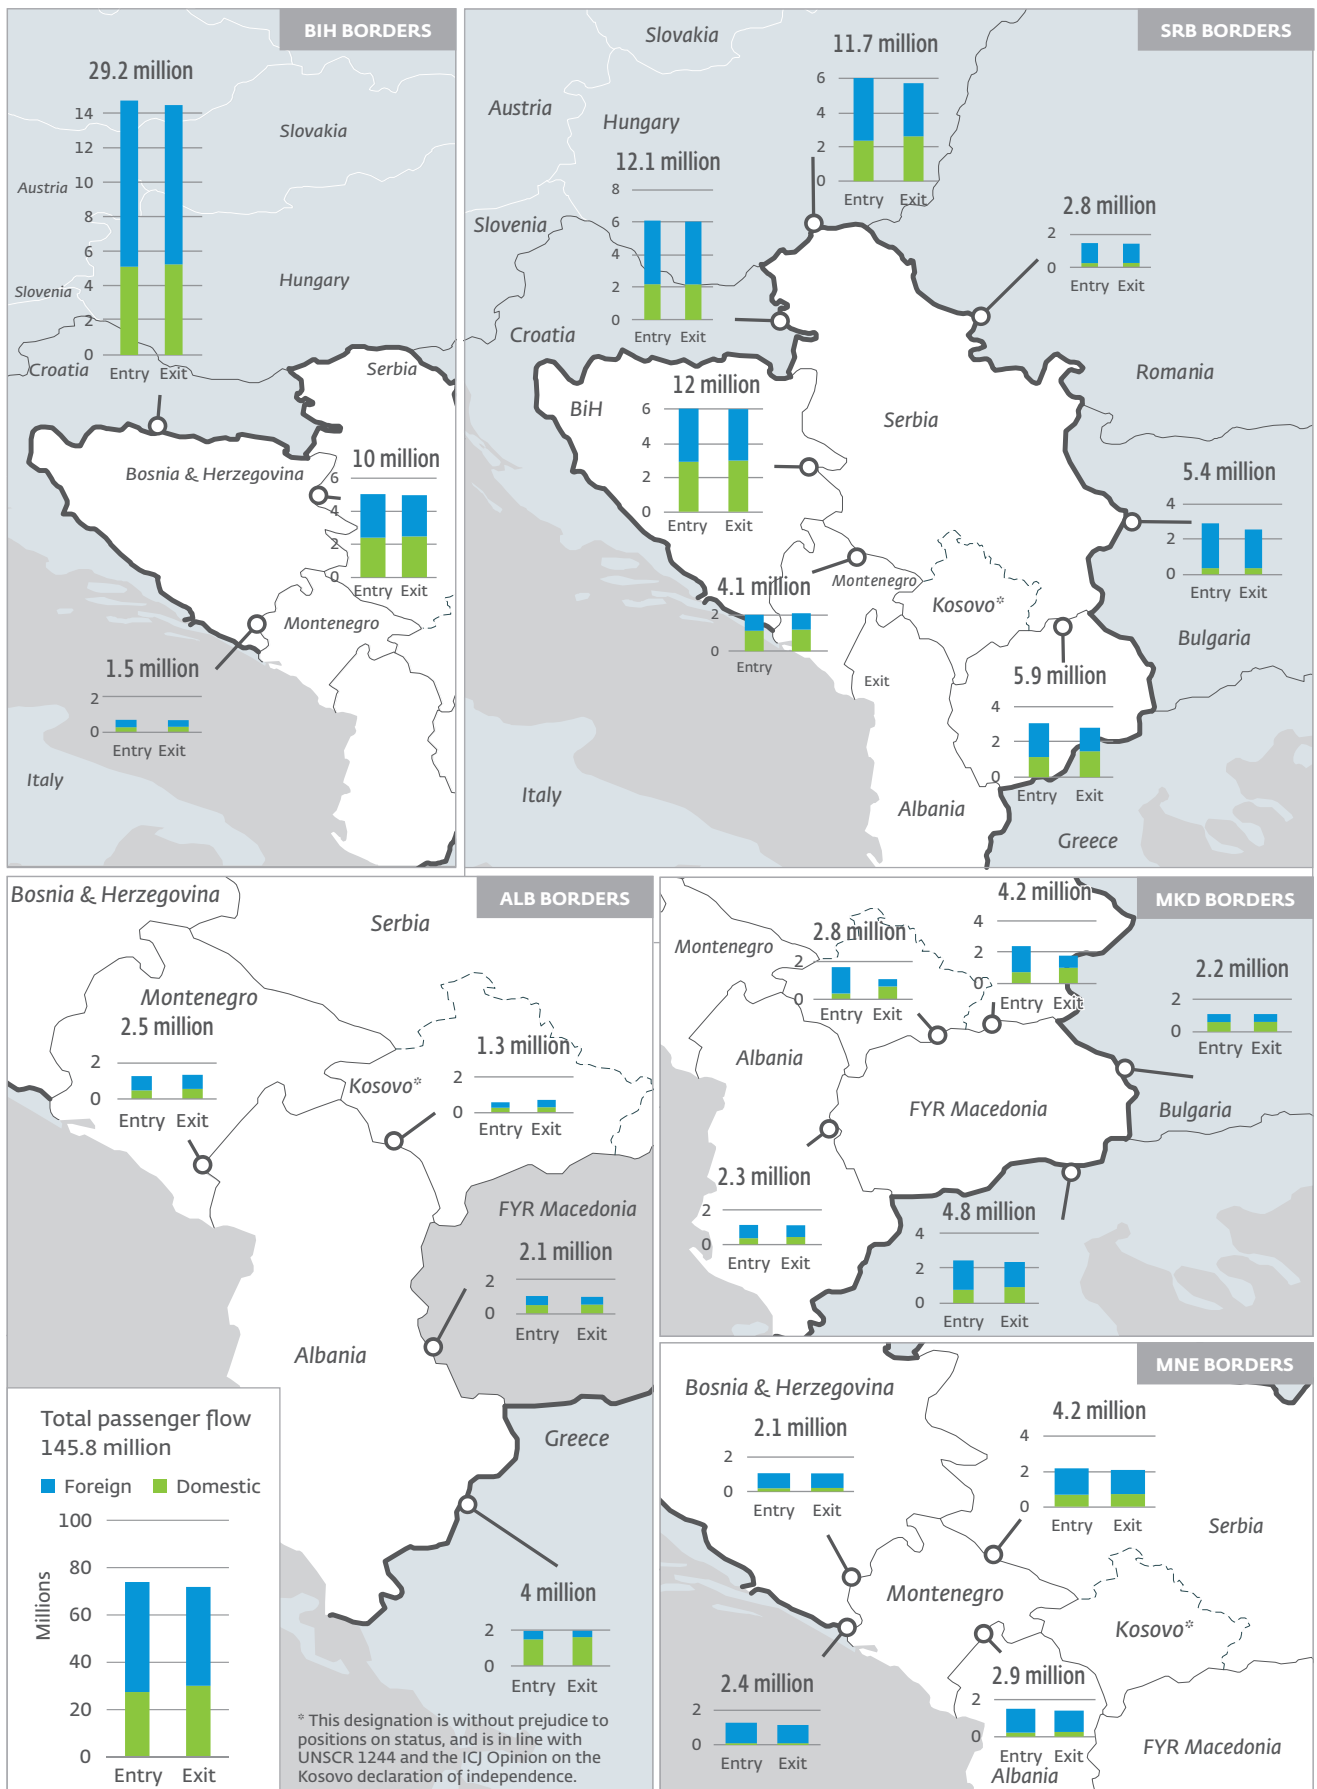 BIH BORDERS
29.2 million
14
12
10
8
6
4
2
0
Entry Exit
Slovakia
Austria
Slovenia
Hungary
Croatia
Serbia
Bosnia & Herzegovina
10 million
6
4
2
0
Entry Exit
Montenegro
1.5 million
2
0
Entry Exit
Italy
SRB BORDERS
Slovakia
11.7 million
6
4
2
0
Entry Exit
Austria
Hungary
12.1 million
8
6
4
2
0
Entry Exit
Slovenia
2.8 million
2
0
Entry Exit
Croatia
Romania
12 million
6
4
2
0
Entry Exit
BiH
Serbia
5.4 million
4
2
0
Entry Exit
4.1 million
2
0
Entry
Exit
Montenegro
Kosovo*
Bulgaria
5.9 million
4
2
0
Entry Exit
Italy
Albania
Greece
ALB BORDERS
Bosnia & Herzegovina
Serbia
Montenegro
2.5 million
2
0
Entry Exit
1.3 million
2
0
Entry Exit
Kosovo*
FYR Macedonia
2.1 million
2
0
Entry Exit
Albania
Greece
4 million
2
0
Entry Exit
Total passenger flow
145.8 million
Foreign Domestic
100
80
60
40
20
0
Millions
Entry Exit
* This designation is without prejudice to
positions on status, and is in line with
UNSCR 1244 and the ICJ Opinion on the
Kosovo declaration of independence.
MKD BORDERS
4.2 million
4
2
0
Entry Exit
Montenegro
2.8 million
2
0
Entry Exit
2.2 million
2
0
Entry Exit
Albania
FYR Macedonia
Bulgaria
2.3 million
2
0
Entry Exit
4.8 million
4
2
0
Entry Exit
MNE BORDERS
Bosnia & Herzegovina
2.1 million
2
0
Entry Exit
4.2 million
4
2
0
Entry Exit
Serbia
Montenegro
Kosovo*
2.4 million
2
0
Entry Exit
2.9 million
2
0
Entry Exit
Albania
FYR Macedonia